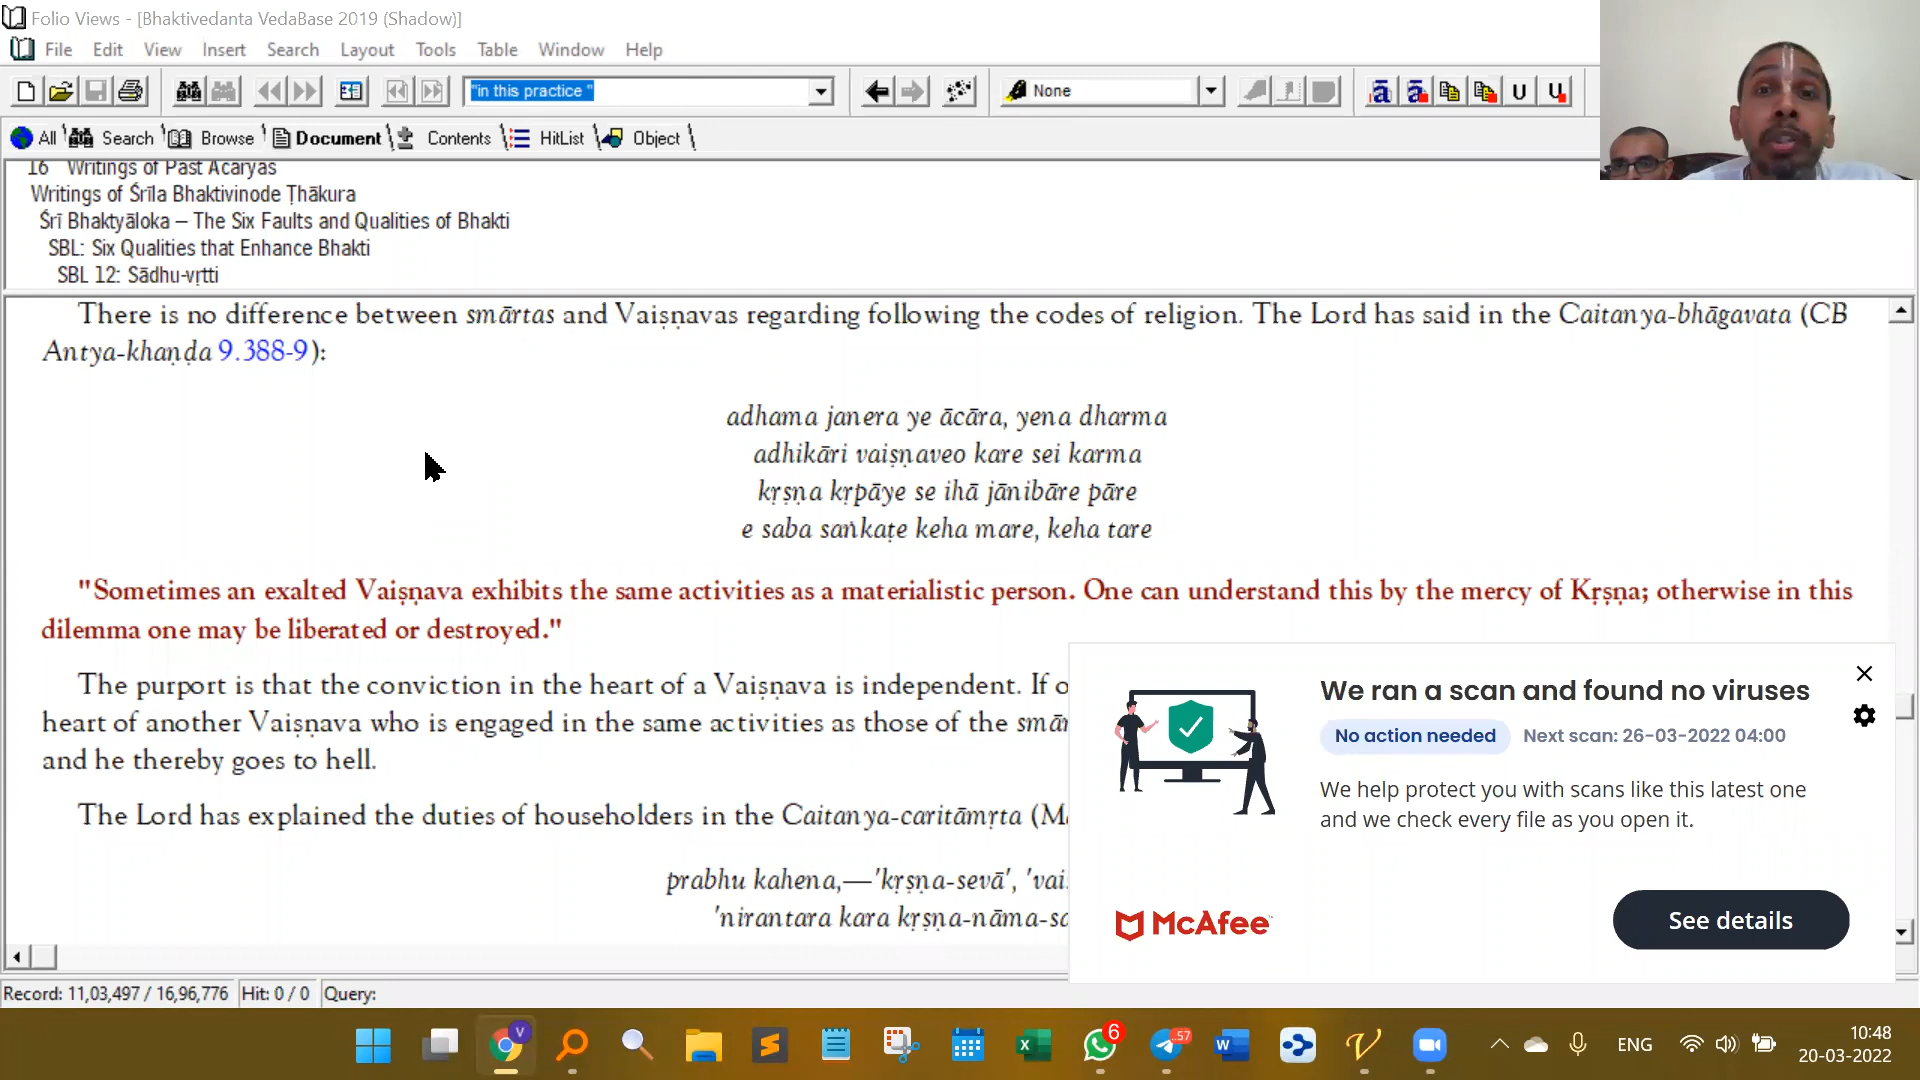 Folio Views - [Bhaktivedanta VedaBase 2019 (Shadow)]
File Edit View Insert Search Layout Tools Table Window Help
"in this practice "
None
All Search Browse Document Contents HitList Object
16 Writings of Past Acaryas
Writings of Śrīla Bhaktivinode Ṭhākura
Śrī Bhaktyāloka – The Six Faults and Qualities of Bhakti
SBL: Six Qualities that Enhance Bhakti
SBL 12: Sādhu-vṛtti
There is no difference between smārtas and Vaiṣṇavas regarding following the codes of religion. The Lord has said in the Caitanya-bhāgavata (CB
Antya-khaṇḍa 9.388-9):
adhama janera ye ācāra, yena dharma
adhikāri vaiṣṇaveo kare sei karma
kṛṣṇa kṛpāye se ihā jānibāre pāre
e saba saṅkaṭe keha mare, keha tare
"Sometimes an exalted Vaiṣṇava exhibits the same activities as a materialistic person. One can understand this by the mercy of Kṛṣṇa; otherwise in this
dilemma one may be liberated or destroyed."
The purport is that the conviction in the heart of a Vaiṣṇava is independent. If o
heart of another Vaiṣṇava who is engaged in the same activities as those of the smār
and he thereby goes to hell.
The Lord has explained the duties of householders in the Caitanya-caritāmṛta (Ma
prabhu kahena,—'kṛṣṇa-sevā', 'vai
'nirantara kara kṛṣṇa-nāma-sa
We ran a scan and found no viruses
No action needed Next scan: 26-03-2022 04:00
We help protect you with scans like this latest one
and we check every file as you open it.
McAfee
See details
Record: 11,03,497 / 16,96,776 Hit: 0 / 0 Query:
V
6
57
ENG
10:48
20-03-2022